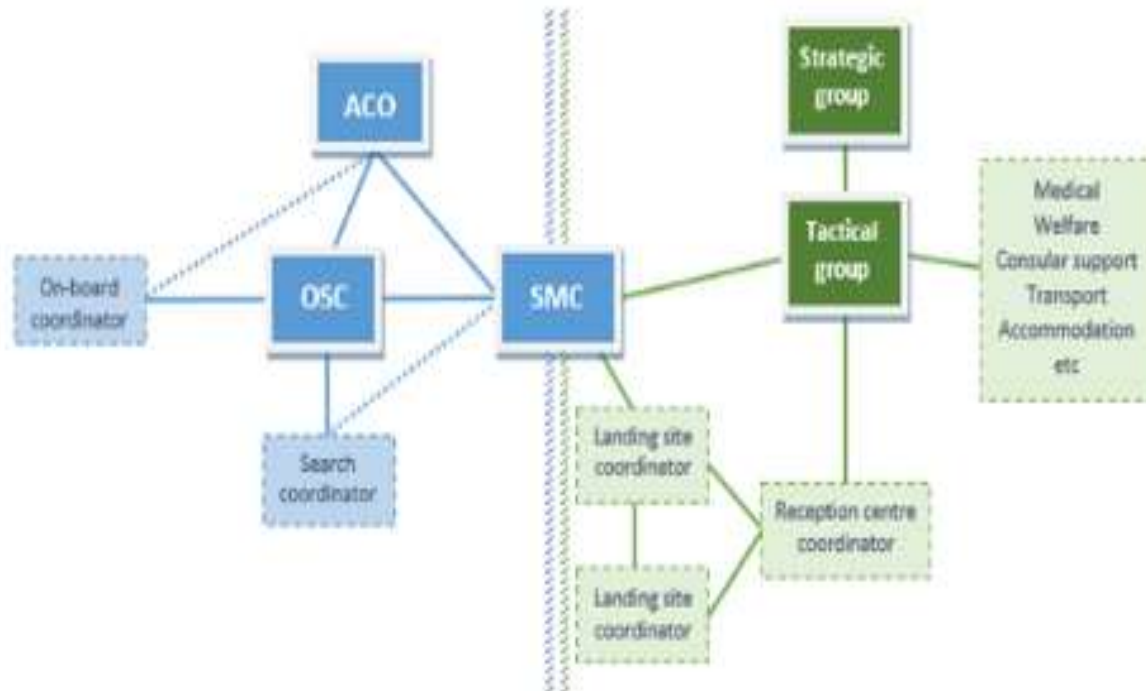 ACO
On-board
coordinator
OSC
SMC
Search
coordinator
Strategic
group
Tactical
group
Medical
Welfare
Consular support
Transport
Accommodation
etc
Landing site
coordinator
Reception centre
coordinator
Landing site
coordinator